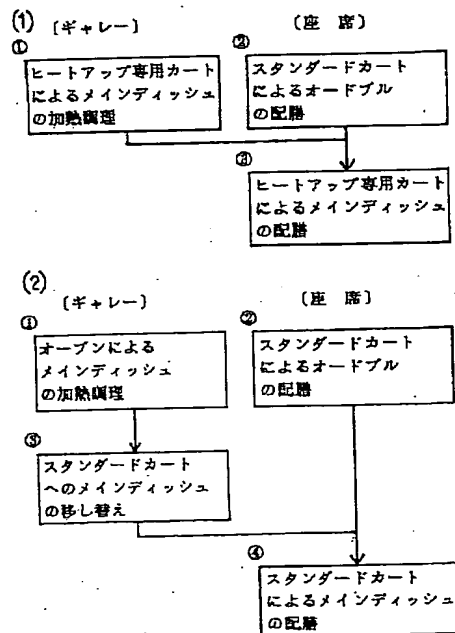 (1)
〔ギャレー〕 〔座 席〕
①
ヒートアップ専用カート
によるメインディッシュ
の加熱調理
②
スタンダードカート
によるオードブル
の配膳
③
ヒートアップ専用カート
によるメインディッシュ
の配膳
(2)
〔ギャレー〕 〔座 席〕
①
オーブンによる
メインディッシュ
の加熱調理
②
スタンダードカート
によるオードブル
の配膳
③
スタンダードカート
へのメインディッシュ
の移し替え
④
スタンダードカート
によるメインディッシュ
の配膳